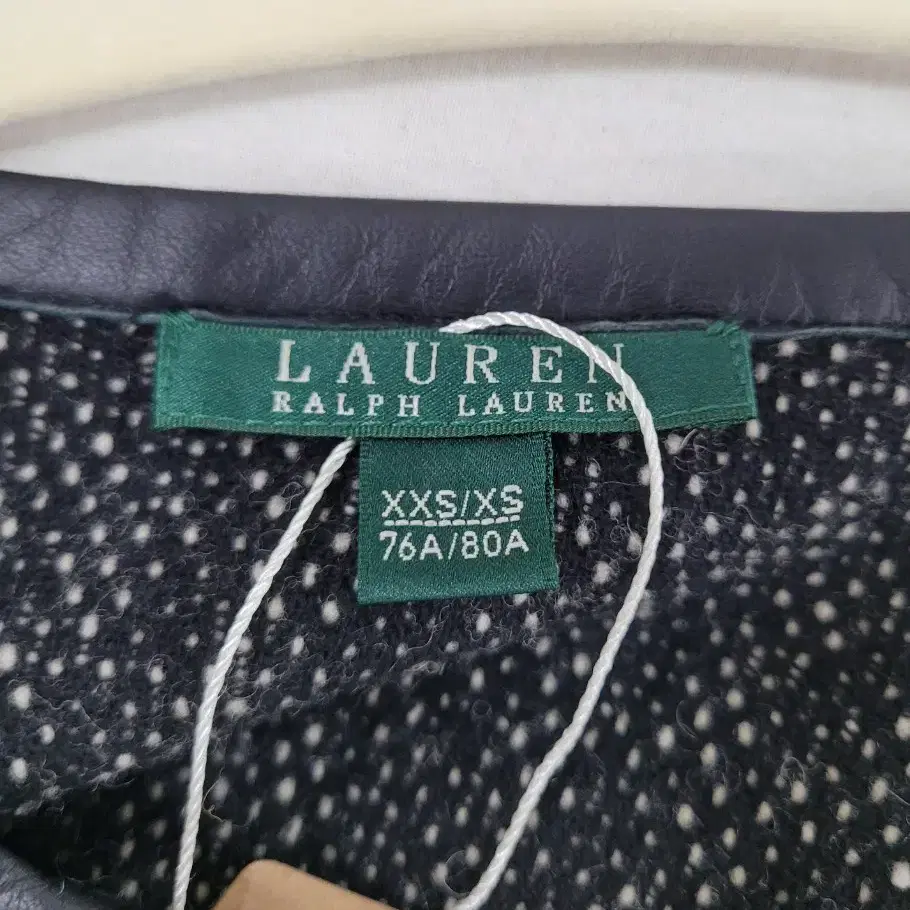 LAUREN
RALPH LAUREN
XXS/XS
76A/80A